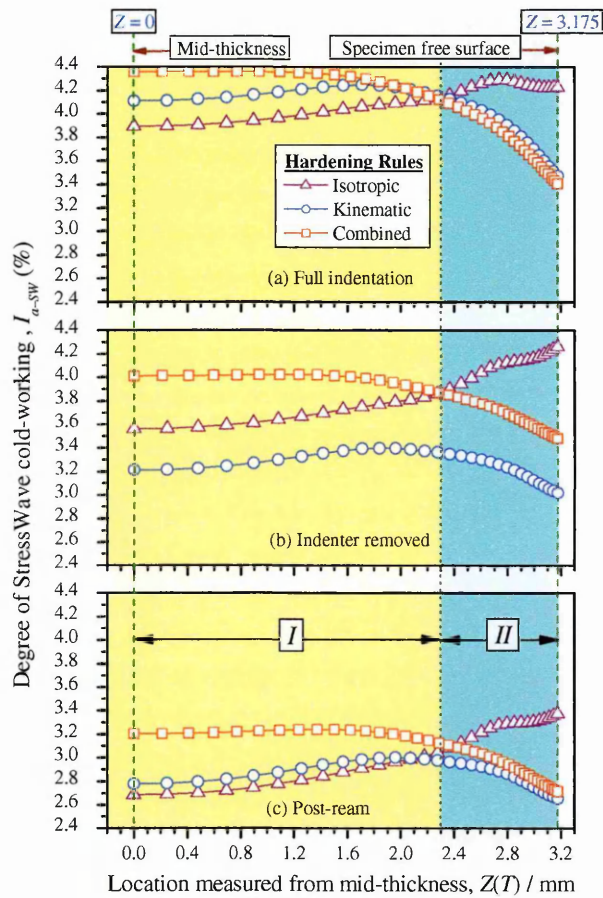 Z = 0
Z = 3.175
Mid-thickness
Specimen free surface
4.4
4.2
4.0
3.8
3.6
3.4
3.2
3.0
2.8
2.6
2.4
Hardening Rules
Isotropic
Kinematic
Combined
(a) Full indentation
4.4
4.0
3.6
3.2
2.8
2.4
4.2
3.8
3.4
3.0
2.6
(b) Indenter removed
4.4
4.2
4.0
3.8
3.6
3.4
3.2
3.0
2.8
2.6
2.4
I
II
(c) Post-ream
Degree of StressWave cold-working , I a-SW (%)
0.0 0.4 0.8 1.2 1.6 2.0 2.4 2.8 3.2 3.6
Location measured from mid-thickness, Z(T) / mm